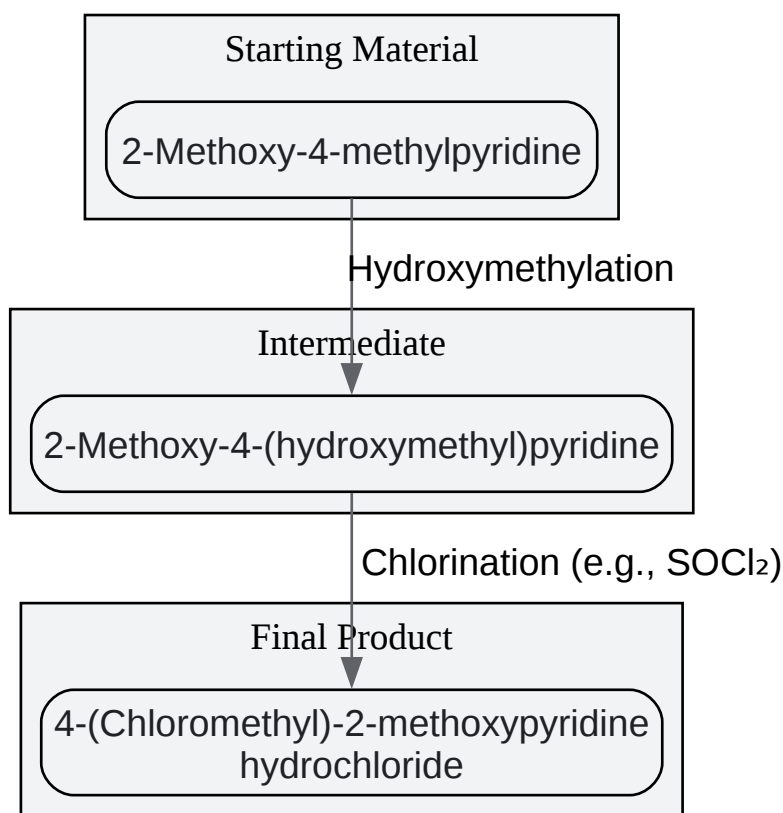 Starting Material
2-Methoxy-4-methylpyridine
Hydroxymethylation
Intermediate
2-Methoxy-4-(hydroxymethyl)pyridine
Chlorination (e.g., SOCl₂)
Final Product
4-(Chloromethyl)-2-methoxypyridine
hydrochloride